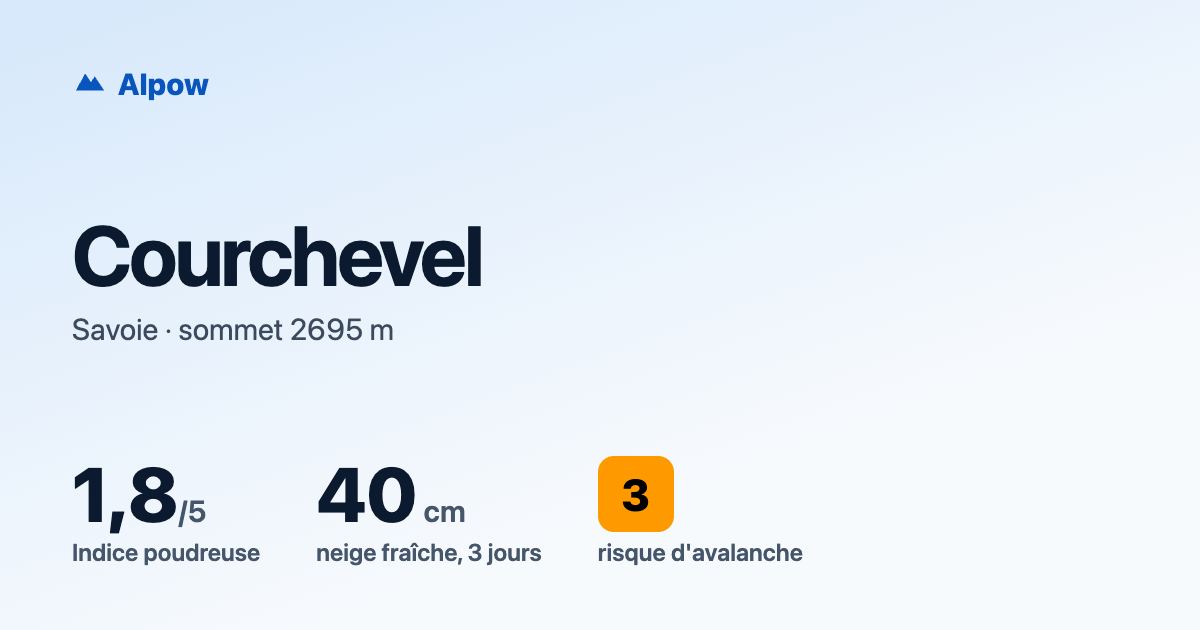 Alpow
Courchevel
Savoie · sommet 2695 m
1,8/5
Indice poudreuse
40 cm
neige fraîche, 3 jours
3
risque d'avalanche